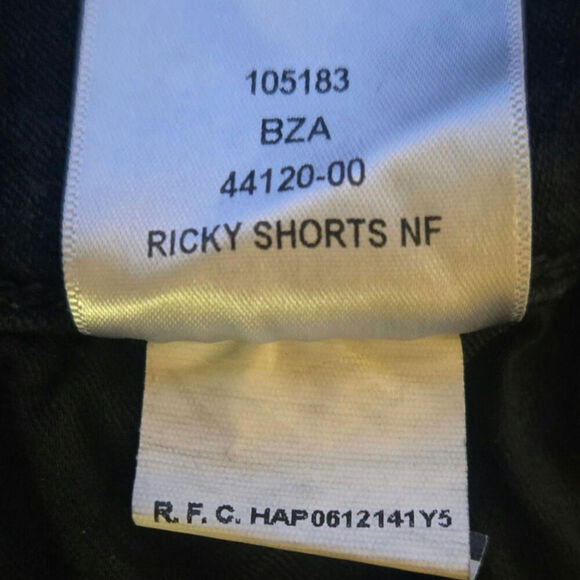 105183
BZA
44120-00
RICKY SHORTS NF
R. F. C. HAP0612141Y5